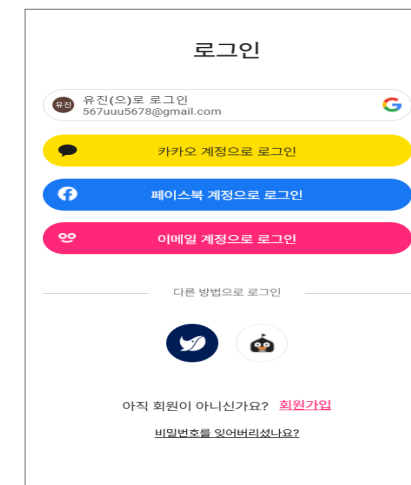 로그인
유진
유진(으)로 로그인
567uuu5678@gmail.com
카카오 계정으로 로그인
페이스북 계정으로 로그인
이메일 계정으로 로그인
다른 방법으로 로그인
아직 회원이 아니신가요? 회원가입
비밀번호를 잊어버리셨나요?